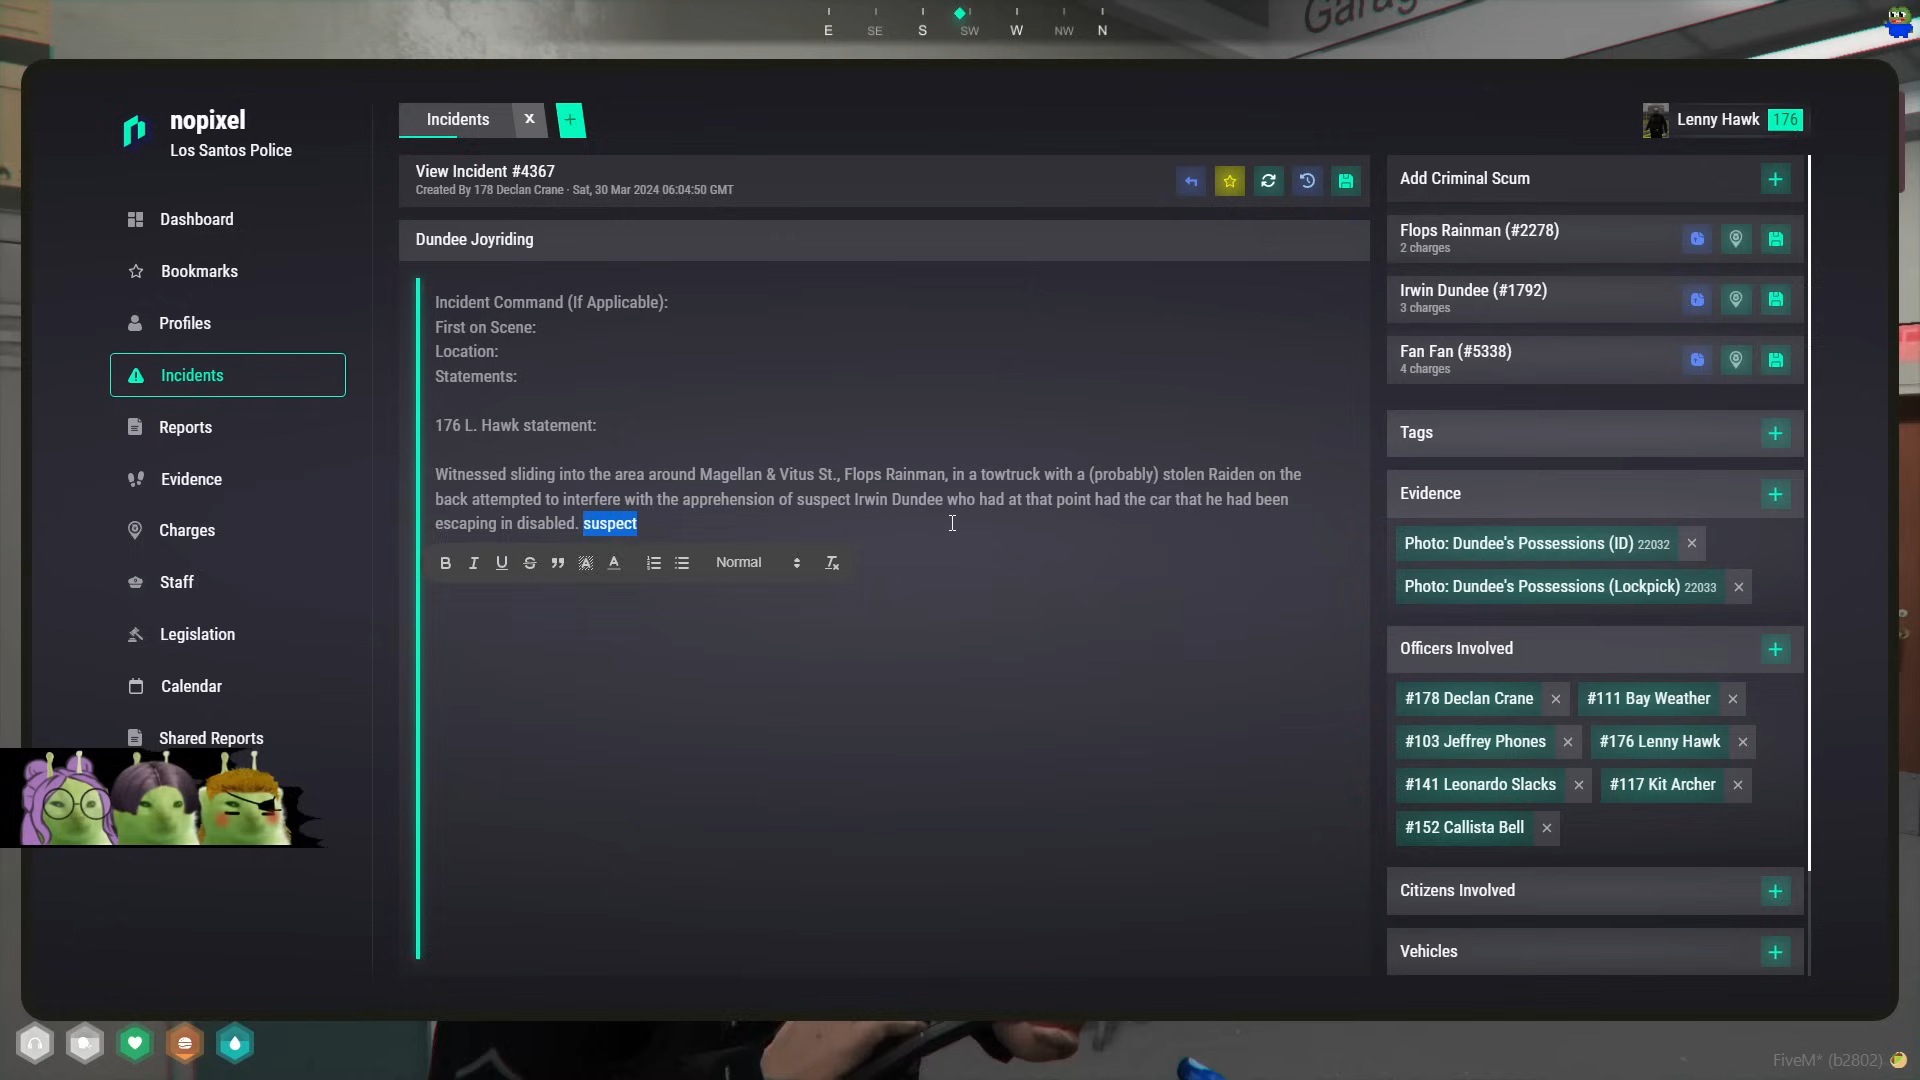 Garag
E SE S SW W NW N
nopixel
Los Santos Police
Dashboard
Bookmarks
Profiles
Incidents
Reports
Evidence
Charges
Staff
Legislation
Calendar
Shared Reports
Incidents x +
Lenny Hawk 176
View Incident #4367
Created By 178 Declan Crane · Sat, 30 Mar 2024 06:04:50 GMT
Dundee Joyriding
Incident Command (If Applicable):
First on Scene:
Location:
Statements:
176 L. Hawk statement:
Witnessed sliding into the area around Magellan & Vitus St., Flops Rainman, in a towtruck with a (probably) stolen Raiden on the
back attempted to interfere with the apprehension of suspect Irwin Dundee who had at that point had the car that he had been
escaping in disabled. suspect
B I U S A Normal Tx
Add Criminal Scum
Flops Rainman (#2278)
2 charges
Irwin Dundee (#1792)
3 charges
Fan Fan (#5338)
4 charges
Tags
Evidence
Photo: Dundee's Possessions (ID) 22032
Photo: Dundee's Possessions (Lockpick) 22033
Officers Involved
#178 Declan Crane #111 Bay Weather
#103 Jeffrey Phones #176 Lenny Hawk
#141 Leonardo Slacks #117 Kit Archer
#152 Callista Bell
Citizens Involved
Vehicles
FiveM* (b2802)